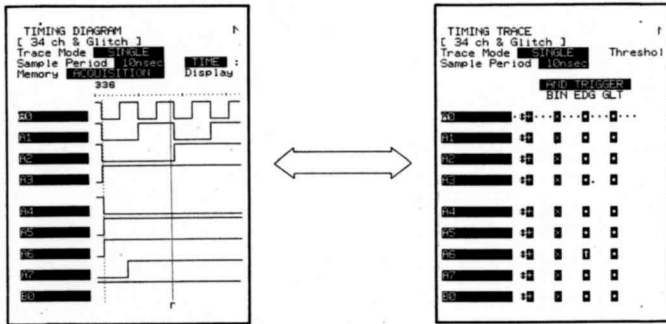 TIMING DIAGRAM
[ 34 ch & Glitch ]
Trace Mode SINGLE
Sample Period 10nsec TIME :
Memory ACQUISITION Display
336
A0
A1
A2
A3
A4
A5
A6
A7
B0
r
TIMING TRACE
[ 34 ch & Glitch ]
Trace Mode SINGLE Threshol
Sample Period 10nsec
AND TRIGGER
BIN EDG GLT
A0
A1
A2
A3
A4
A5
A6
A7
B0